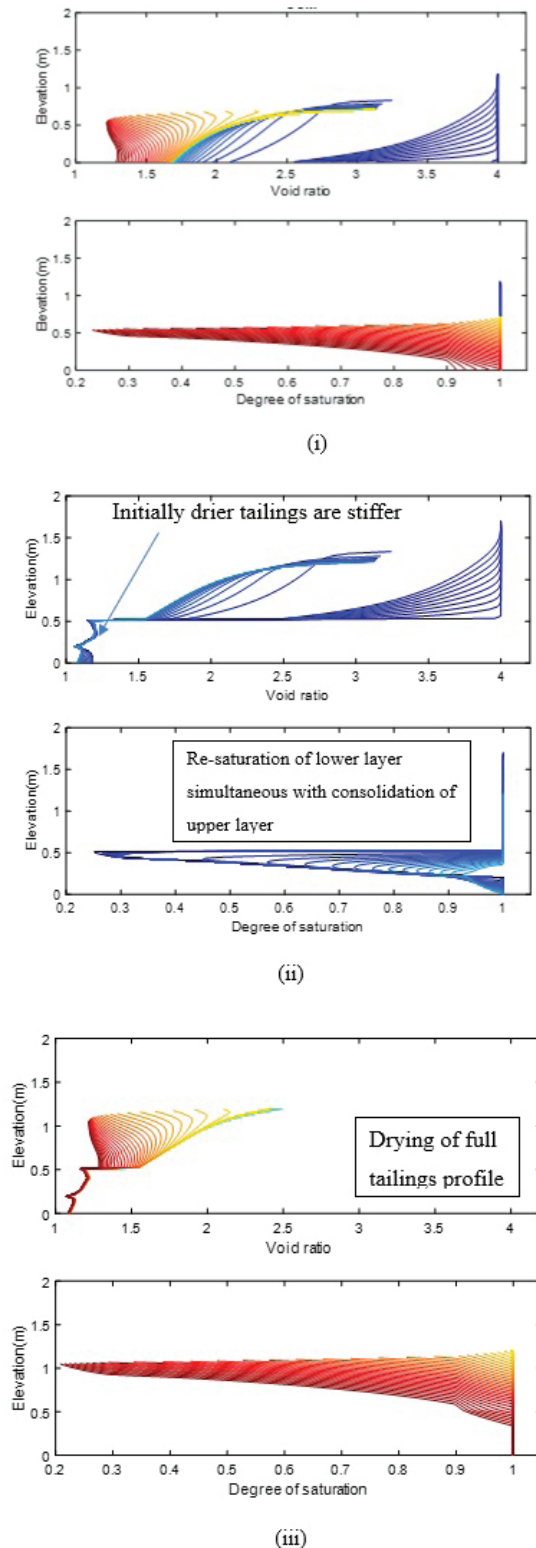 2
1.5
1
0.5
0
Elevation (m)
1 1.5 2 2.5 3 3.5 4
Void ratio
2
1.5
1
0.5
0
Elevation (m)
0.2 0.3 0.4 0.5 0.6 0.7 0.8 0.9 1
Degree of saturation
(i)
2
1.5
1
0.5
0
Elevation(m)
Initially drier tailings are stiffer
1 1.5 2 2.5 3 3.5 4
Void ratio
2
1.5
1
0.5
0
Elevation(m)
Re-saturation of lower layer
simultaneous with consolidation of
upper layer
0.2 0.3 0.4 0.5 0.6 0.7 0.8 0.9 1
Degree of saturation
(ii)
2
1.5
1
0.5
0
Elevation(m)
Drying of full
tailings profile
1 1.5 2 2.5 3 3.5 4
Void ratio
2
1.5
1
0.5
0
Elevation(m)
0.2 0.3 0.4 0.5 0.6 0.7 0.8 0.9 1
Degree of saturation
(iii)